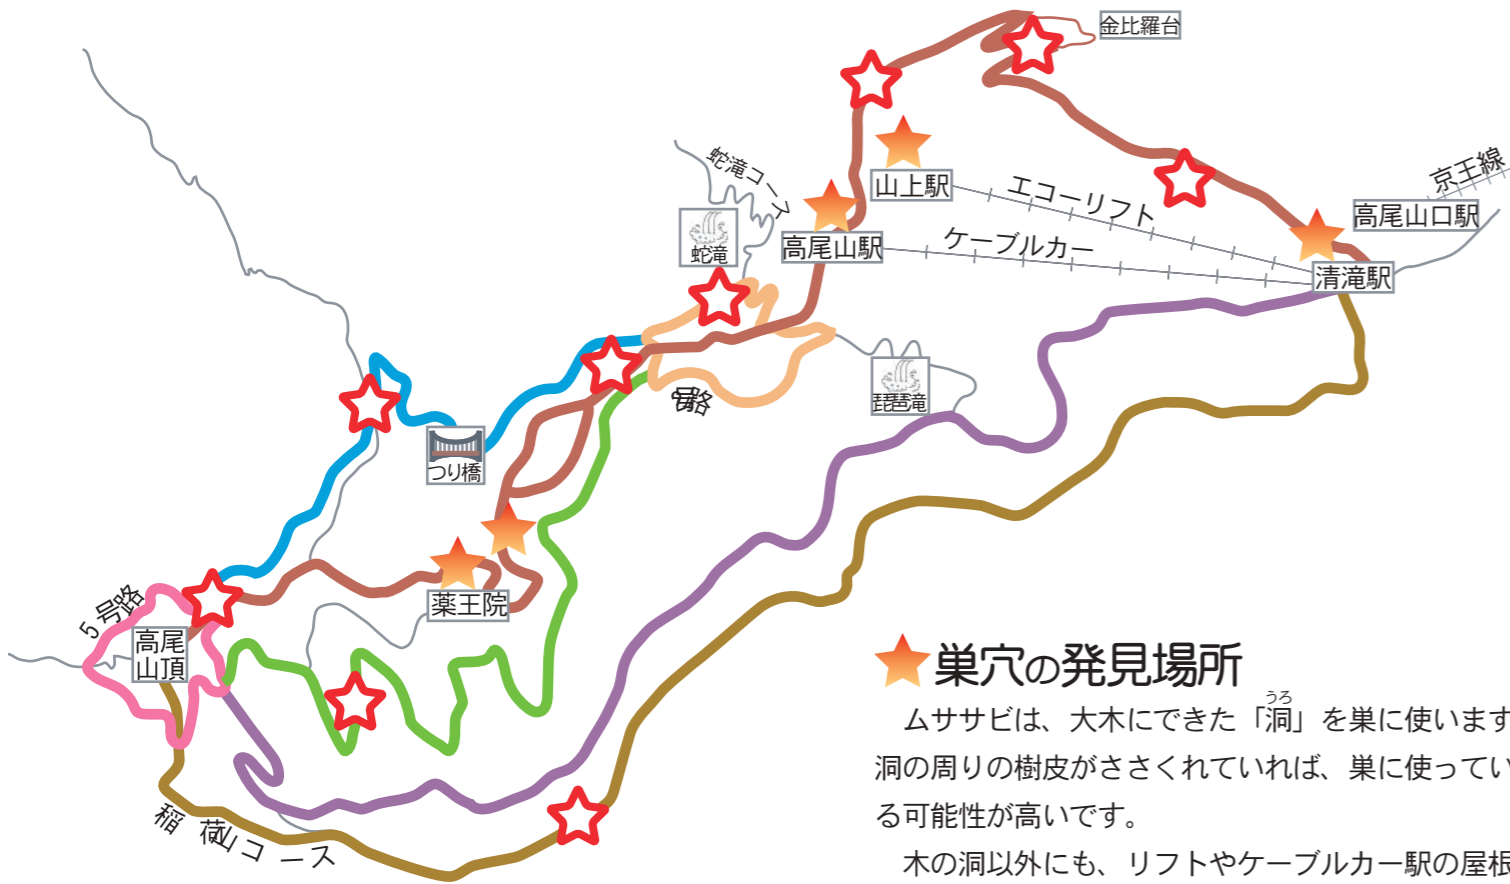 金比羅台
蛇滝コース
山上駅
エコーリフト
京王線
高尾山口駅
蛇滝
高尾山駅
ケーブルカー
清滝駅
号路
琵琶滝
つり橋
5号路
薬王院
高尾
山頂
稲荷山コース
巣穴の発見場所
うろ
ムササビは、大木にできた「洞」を巣に使います
洞の周りの樹皮がささくれていれば、巣に使ってい
る可能性が高いです。
木の洞以外にも、リフトやケーブルカー駅の屋根